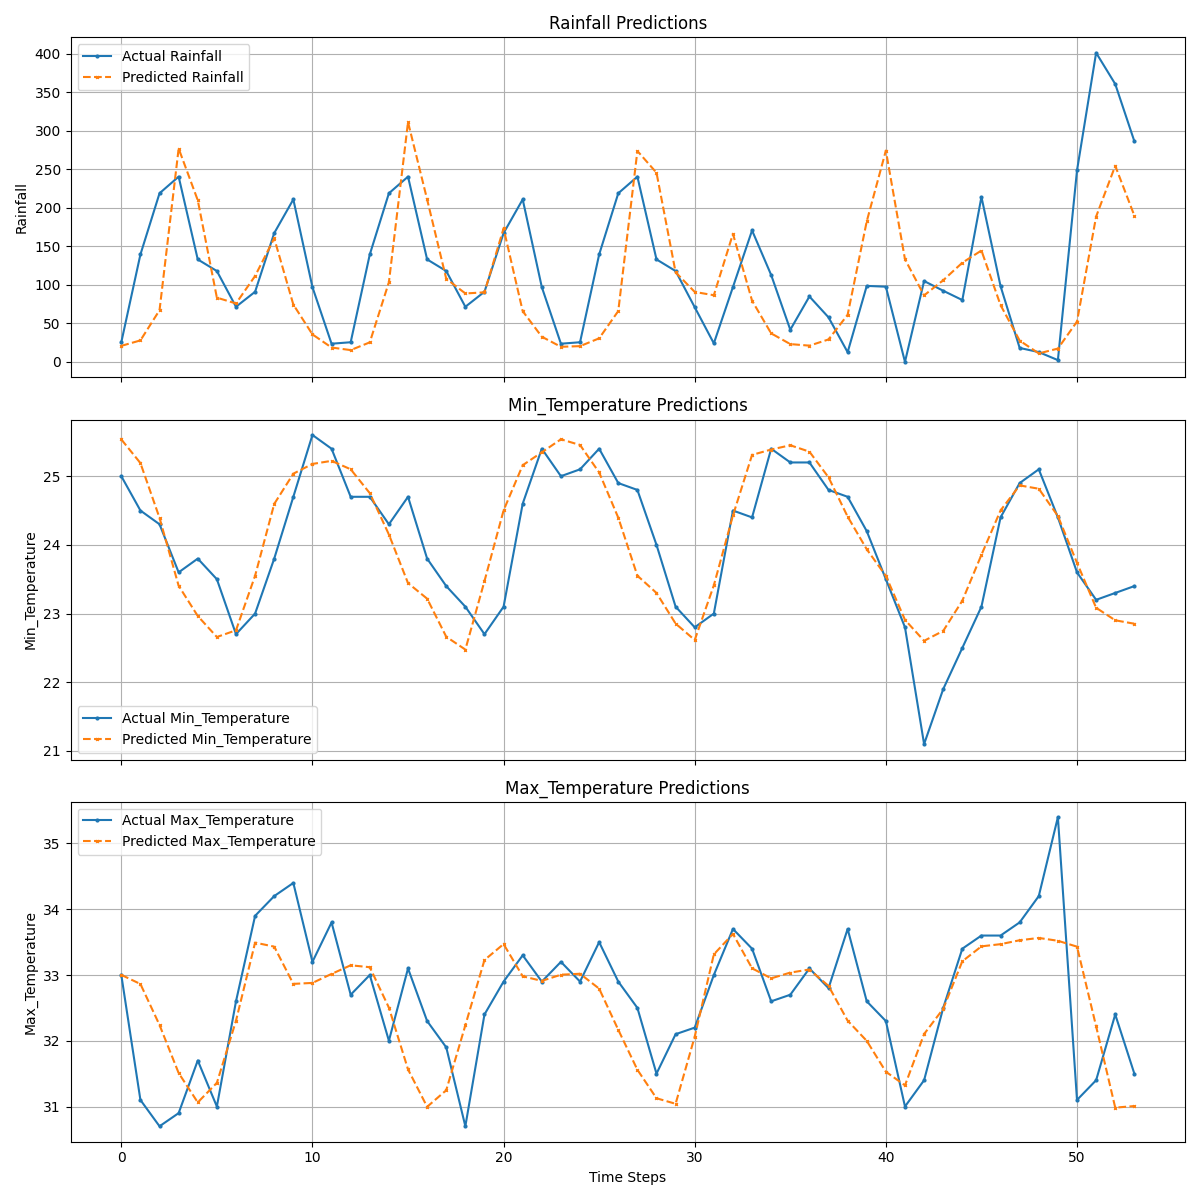 Rainfall Predictions
Actual Rainfall
Predicted Rainfall
400
350
300
250
200
150
100
50
0
Rainfall
Min_Temperature Predictions
25
24
23
22
21
Min_Temperature
Actual Min_Temperature
Predicted Min_Temperature
Max_Temperature Predictions
Actual Max_Temperature
Predicted Max_Temperature
35
34
33
32
31
Max_Temperature
0 10 20 30 40 50
Time Steps